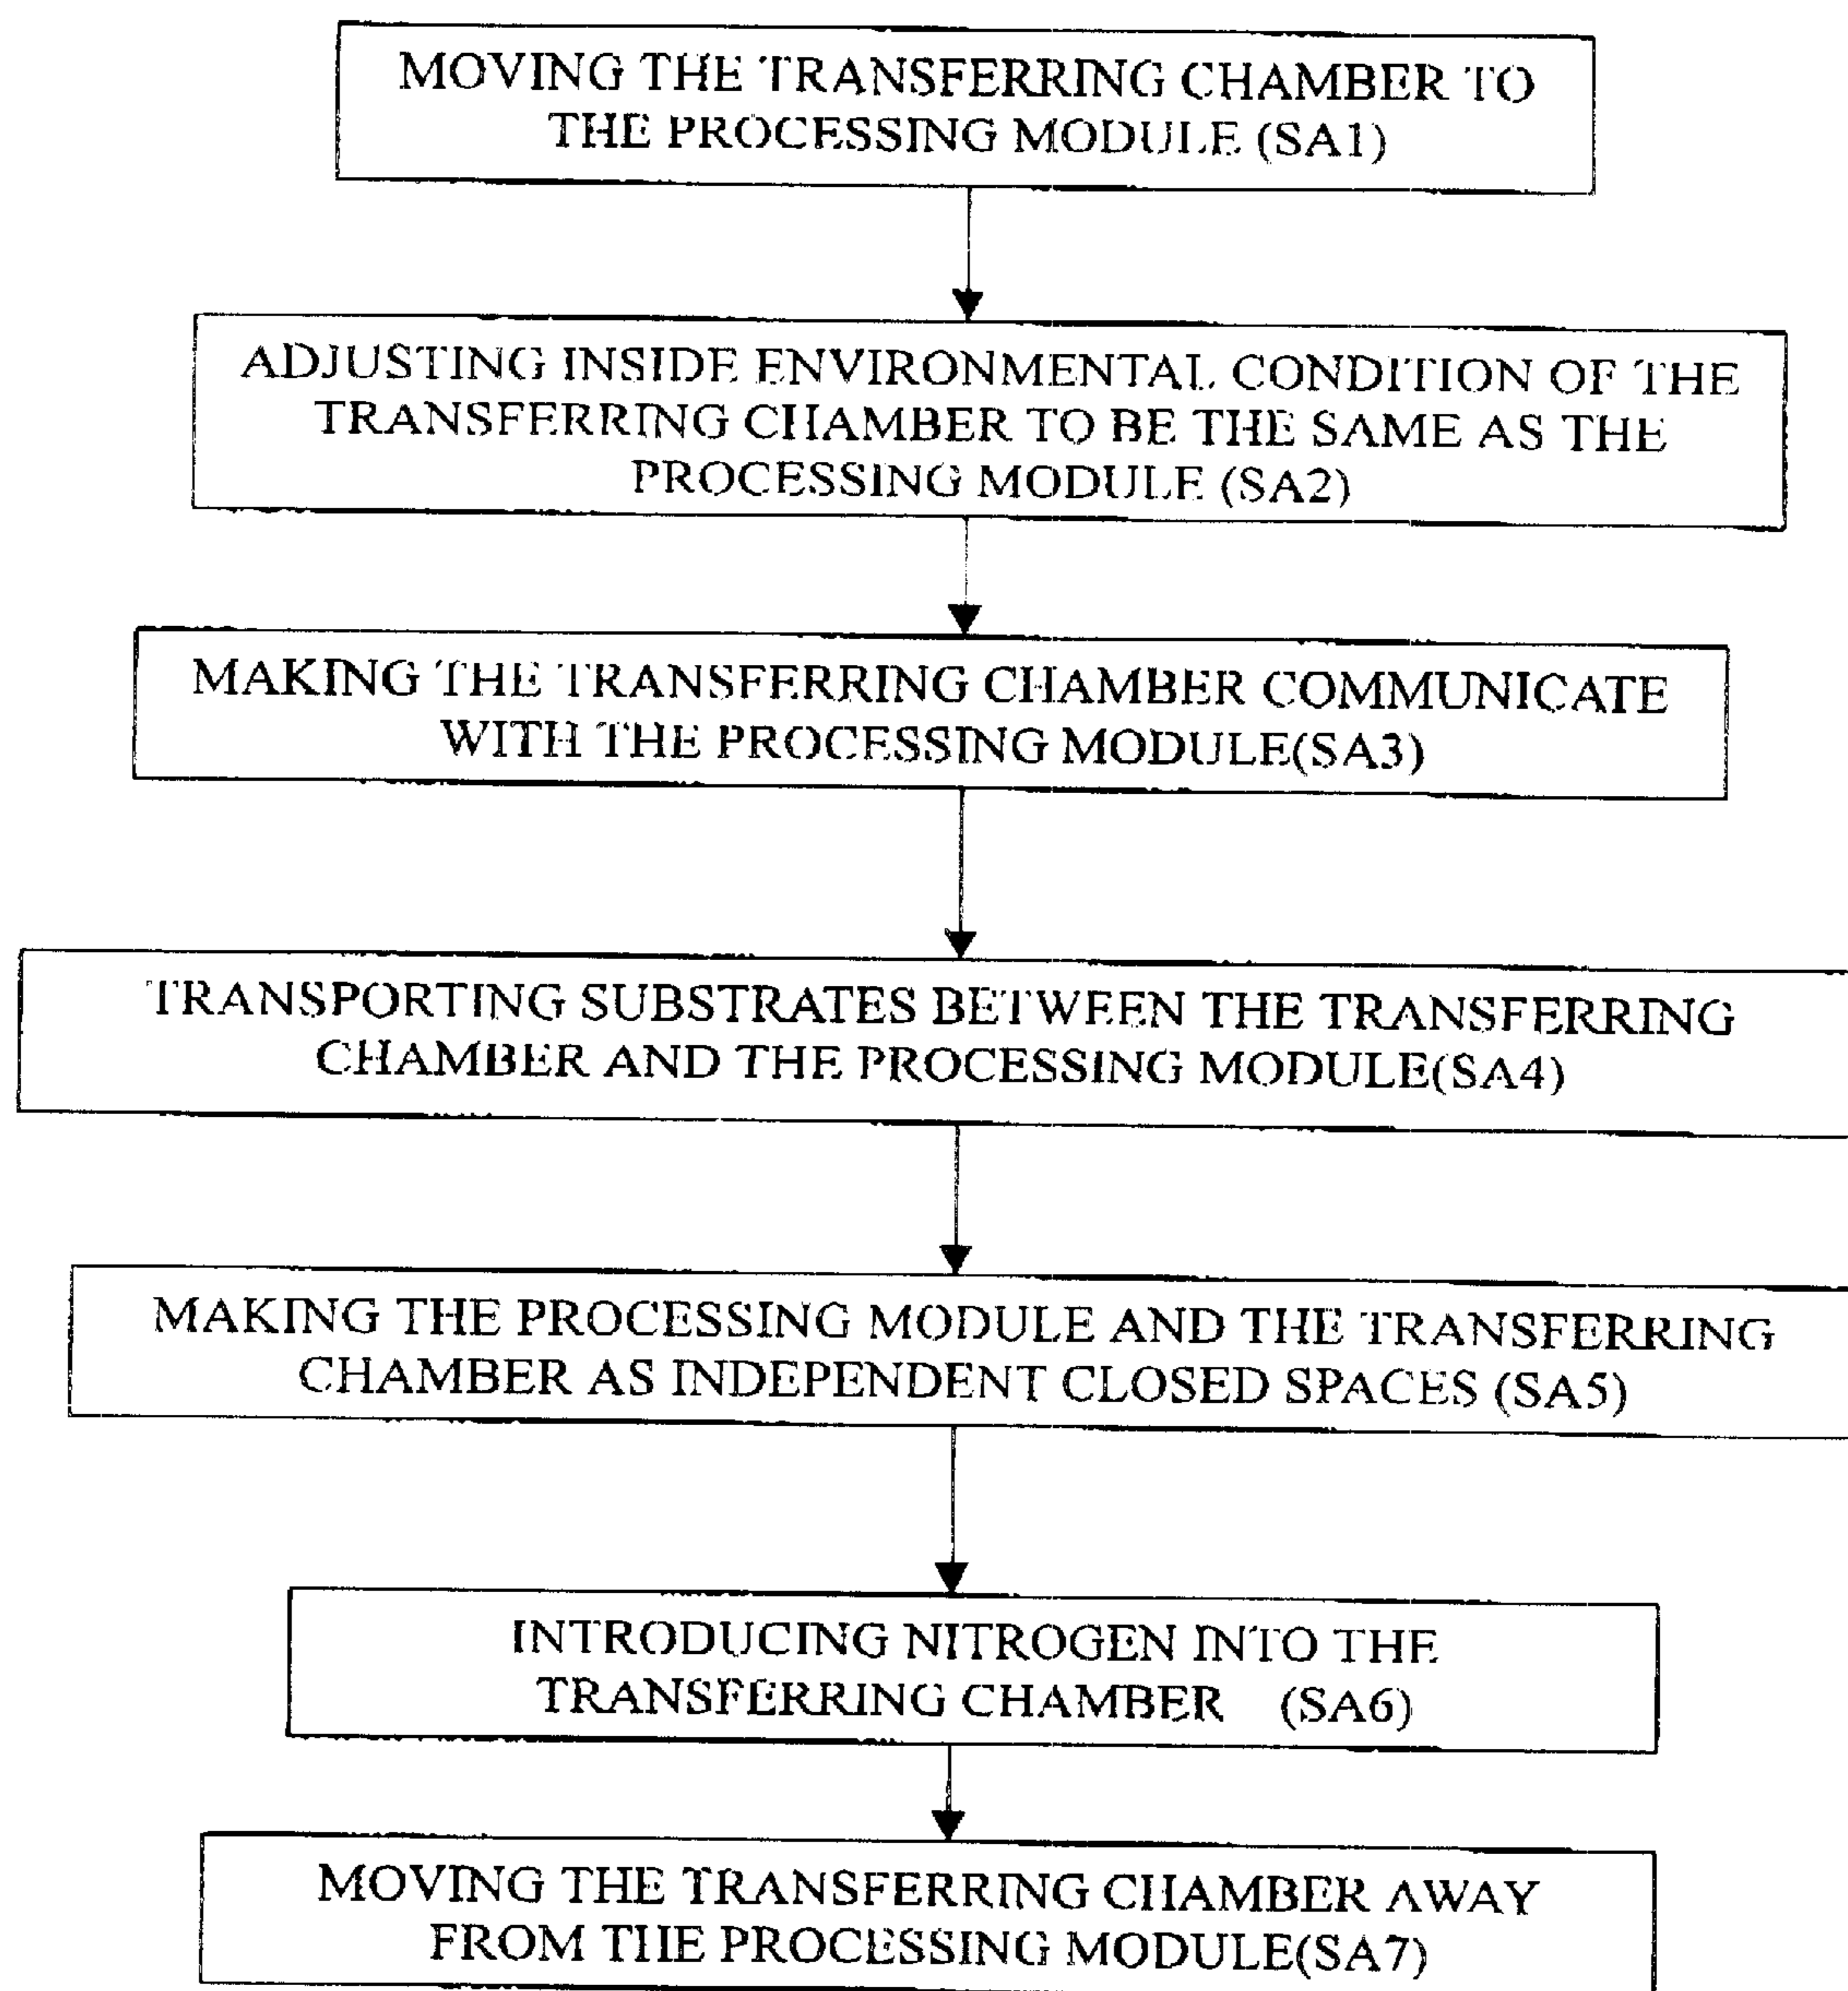 MOVING THE TRANSFERRING CHAMBER TO
THE PROCESSING MODULE (SA1)
ADJUSTING INSIDE ENVIRONMENTAL CONDITION OF THE
TRANSFERRING CHAMBER TO BE THE SAME AS THE
PROCESSING MODULE (SA2)
MAKING THE TRANSFERRING CHAMBER COMMUNICATE
WITH THE PROCESSING MODULE(SA3)
TRANSPORTING SUBSTRATES BETWEEN THE TRANSFERRING
CHAMBER AND THE PROCESSING MODULE(SA4)
MAKING THE PROCESSING MODULE AND THE TRANSFERRING
CHAMBER AS INDEPENDENT CLOSED SPACES (SA5)
INTRODUCING NITROGEN INTO THE
TRANSFERRING CHAMBER (SA6)
MOVING THE TRANSFERRING CHAMBER AWAY
FROM THE PROCESSING MODULE(SA7)